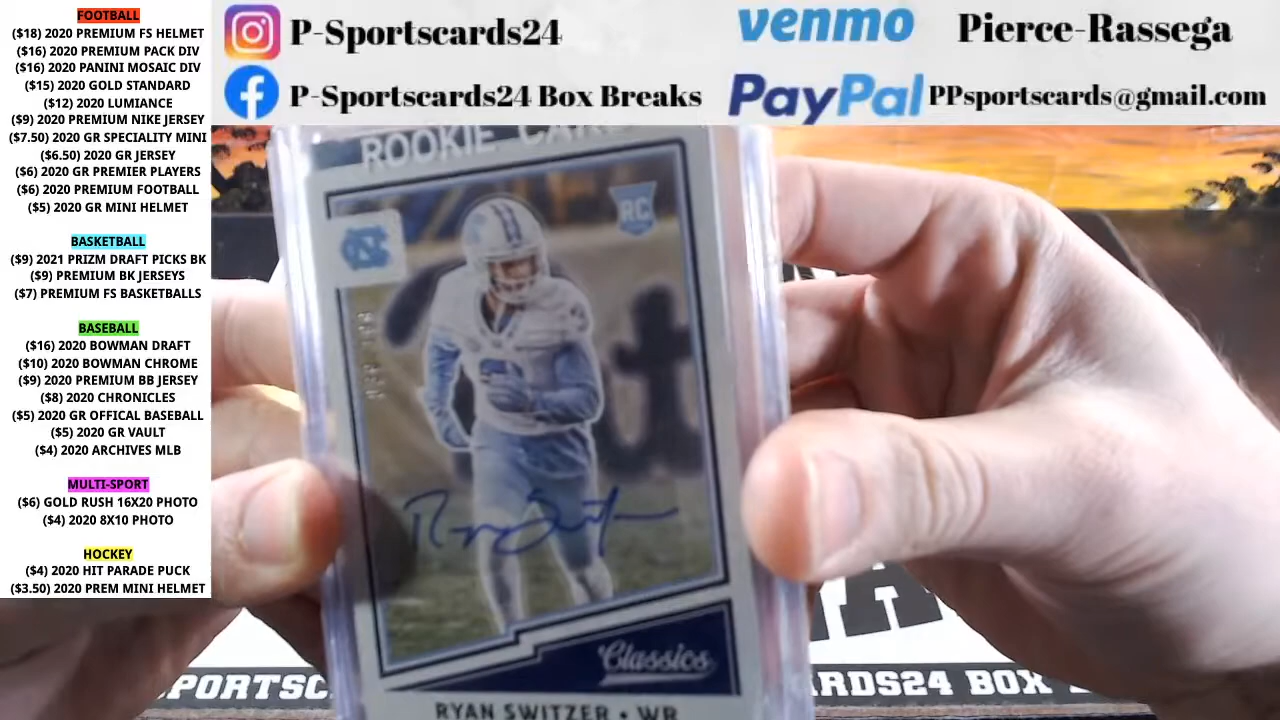 FOOTBALL
($18) 2020 PREMIUM FS HELMET
($16) 2020 PREMIUM PACK DIV
($16) 2020 PANINI MOSAIC DIV
($15) 2020 GOLD STANDARD
($12) 2020 LUMIANCE
($9) 2020 PREMIUM NIKE JERSEY
($7.50) 2020 GR SPECIALITY MINI
($6.50) 2020 GR JERSEY
($6) 2020 GR PREMIER PLAYERS
($6) 2020 PREMIUM FOOTBALL
($5) 2020 GR MINI HELMET
BASKETBALL
($9) 2021 PRIZM DRAFT PICKS BK
($9) PREMIUM BK JERSEYS
($7) PREMIUM FS BASKETBALLS
BASEBALL
($16) 2020 BOWMAN DRAFT
($10) 2020 BOWMAN CHROME
($9) 2020 PREMIUM BB JERSEY
($8) 2020 CHRONICLES
($5) 2020 GR OFFICAL BASEBALL
($5) 2020 GR VAULT
($4) 2020 ARCHIVES MLB
MULTI-SPORT
($6) GOLD RUSH 16X20 PHOTO
($4) 2020 8X10 PHOTO
HOCKEY
($4) 2020 HIT PARADE PUCK
($3.50) 2020 PREM MINI HELMET
P-Sportscards24
venmo Pierce-Rassega
P-Sportscards24 Box Breaks
PayPal PPsportscards@gmail.com
ROOKIE CARD
RC
NC
Classics
RYAN SWITZER • WR
PORTSC
RDS24 BOX